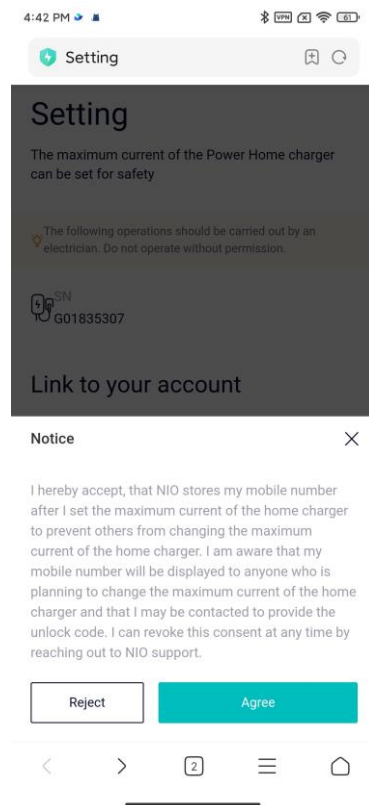 4:42 PM
VPN
61
Setting
Setting
The maximum current of the Power Home charger
can be set for safety
The following operations should be carried out by an
electrician. Do not operate without permission.
SN
G01835307
Link to your account
Notice
I hereby accept, that NIO stores my mobile number
after I set the maximum current of the home charger
to prevent others from changing the maximum
current of the home charger. I am aware that my
mobile number will be displayed to anyone who is
planning to change the maximum current of the home
charger and that I may be contacted to provide the
unlock code. I can revoke this consent at any time by
reaching out to NIO support.
Reject
Agree
2